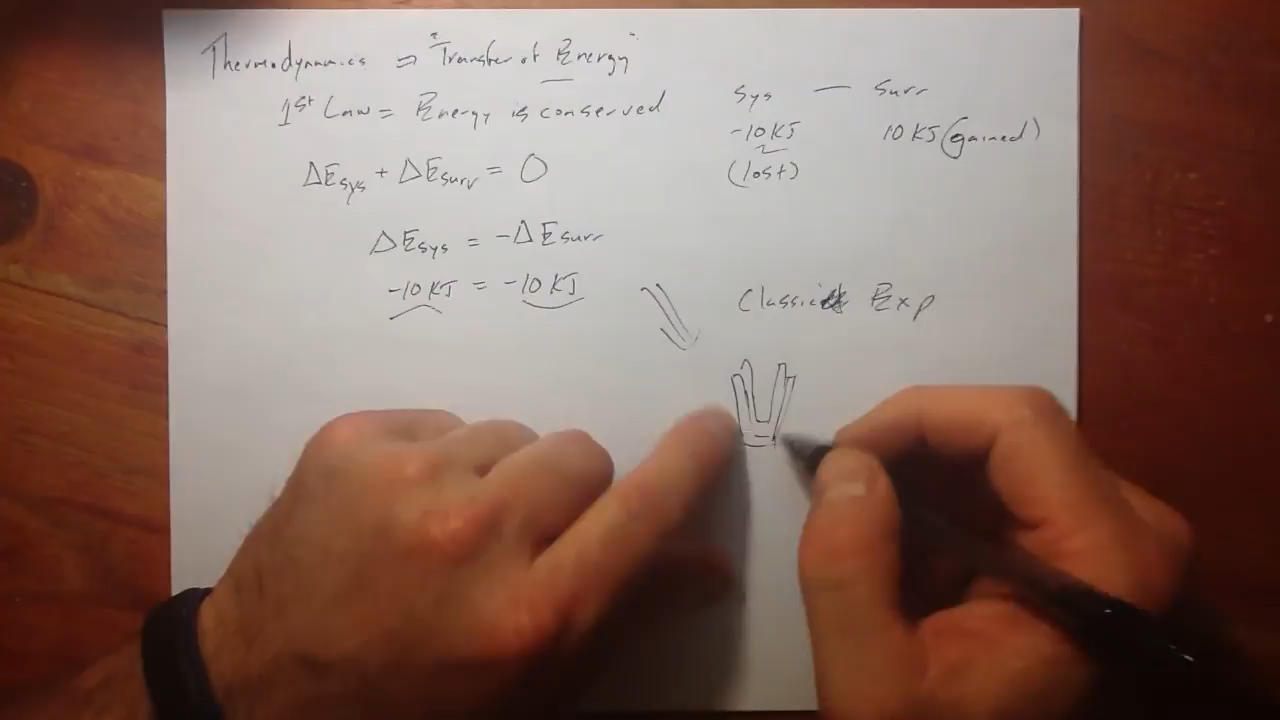 Thermodynamics = "Transfer of Energy"
1st Law = Energy is conserved
ΔEsys + ΔEsurr = 0
ΔEsys = -ΔEsurr
-10 KJ = -10 KJ
sys — surr
-10 KJ 10 KJ (gained)
(lost)
Classic Exp